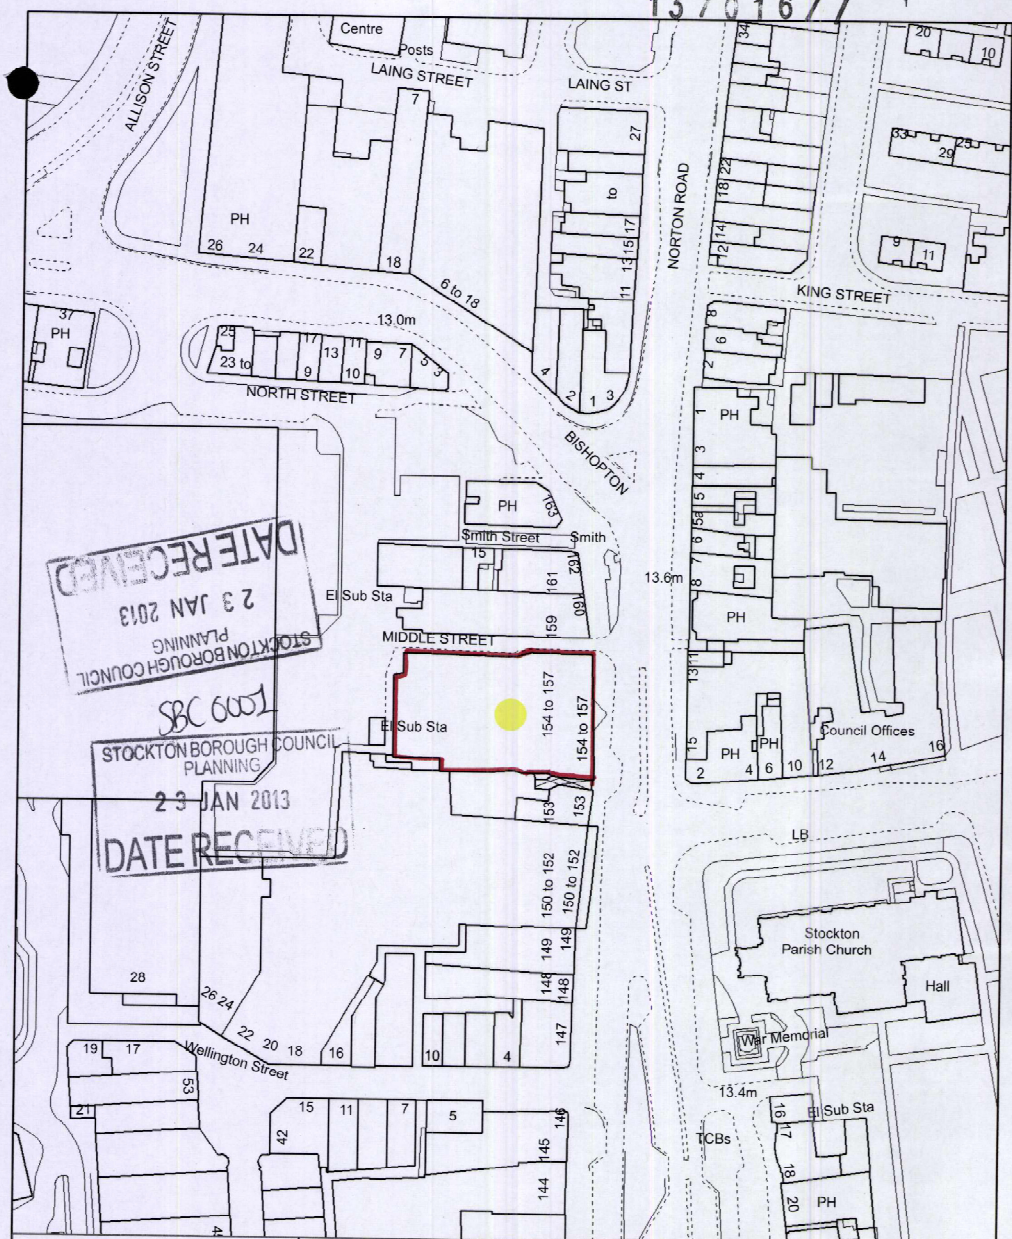 13/0167/7
Centre
Posts
LAING STREET
LAING ST
ALLISON STREET
34
20
10
7
27
to
33
25
29
22
18
NORTON ROAD
PH
26
24
22
18
17
15
13
11
14
12
9
11
6 to 18
KING STREET
37
PH
13.0m
25
23 to
17
13
11
9
7
5
3
9
10
NORTH STREET
4
2
1
3
8
6
2
BISHOPTON
1
PH
3
4
5
5a
6
7
8
PH
163
PH
Smith Street
Smith
15
162
161
160
159
13.6m
PH
El Sub Sta
MIDDLE STREET
DATE RECEIVED
23 JAN 2013
STOCKTON BOROUGH COUNCIL
PLANNING
SBC 0001
STOCKTON BOROUGH COUNCIL
PLANNING
23 JAN 2013
DATE RECEIVED
El Sub Sta
154 to 157
154 to 157
13
11
15
2
PH
4
PH
6
10
12
Council Offices
14
16
153
153
150 to 152
150 to 152
LB
149
149
148
148
147
Stockton
Parish Church
Hall
War Memorial
28
26
24
22
20
18
16
10
4
Wellington Street
19
17
53
21
15
11
7
5
42
146
145
144
13.4m
TCBs
El Sub Sta
16
17
18
20
PH